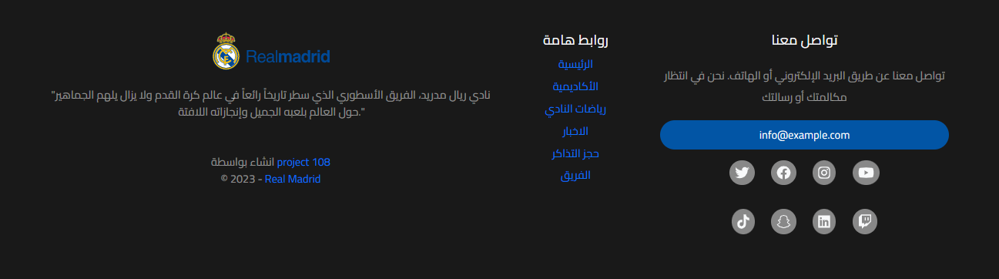 تواصل معنا
تواصل معنا عن طريق البريد الإلكتروني أو الهاتف. نحن في انتظار
مكالمتك أو رسالتك
info@example.com
روابط هامة
الرئيسية
الأكاديمية
رياضات النادي
الاخبار
حجز التذاكر
الفريق
Realmadrid
نادي ريال مدريد، الفريق الأسطوري الذي سطر تاريخاً رائعاً في عالم كرة القدم ولا يزال يلهم الجماهير"
حول العالم بلعبه الجميل وإنجازاته اللافتة."
انشاء بواسطة project 108
© 2023 - Real Madrid